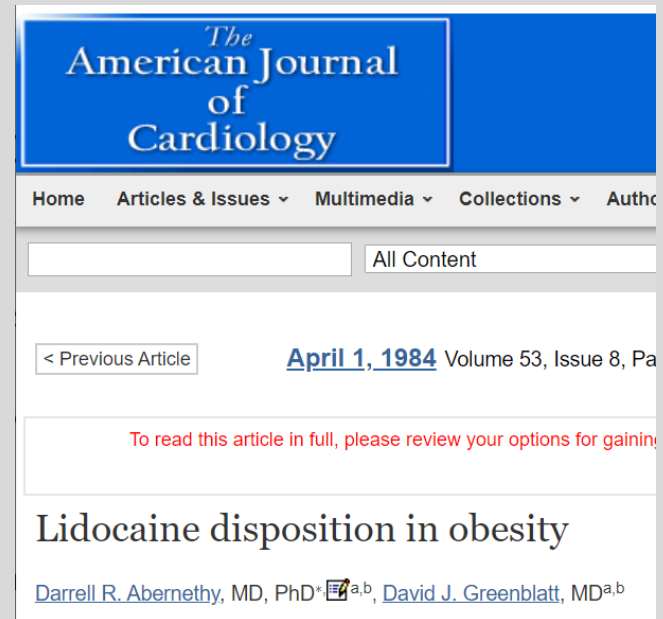 The
American Journal
of
Cardiology
Home Articles & Issues Multimedia Collections
All Content
< Previous Article April 1, 1984 Volume 53, Issue 8,
To read this article in full, please review your options for
Lidocaine disposition in obesity
Darrell R. Abernethy, MD, PhD*,a,b, David J. Greenblatt, MDa,b